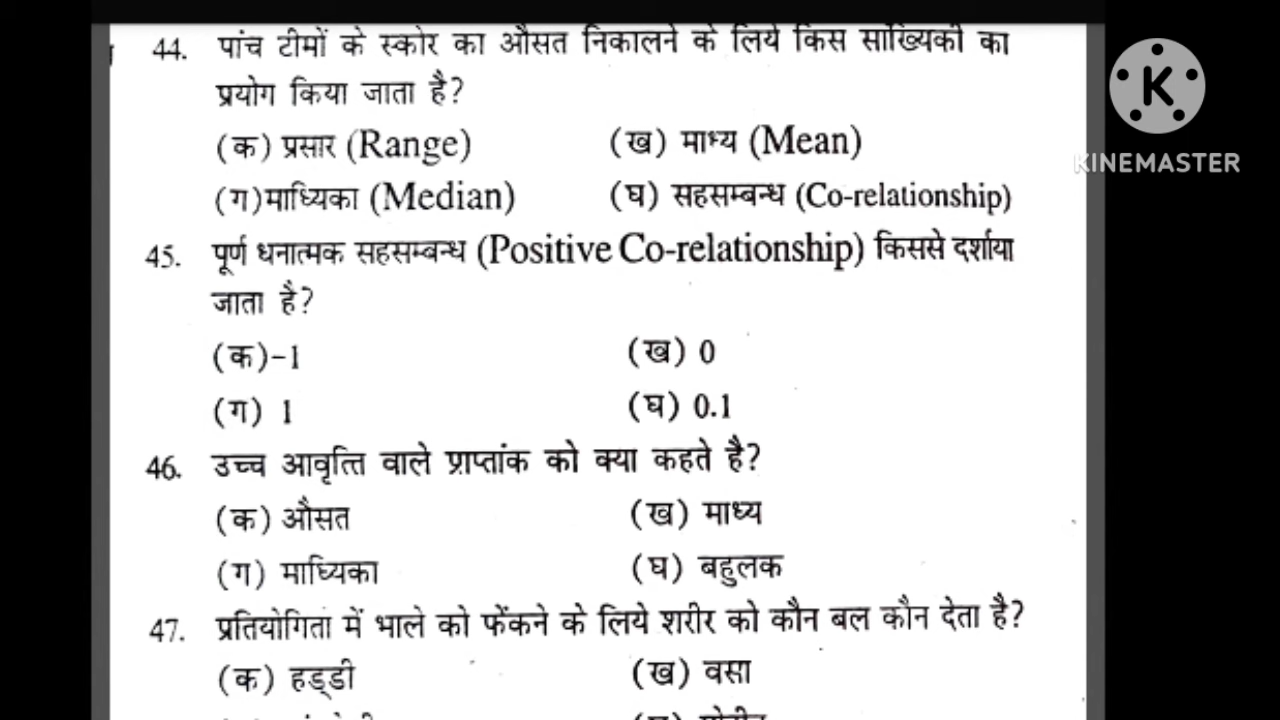 44. पांच टीमों के स्कोर का औसत निकालने के लिये किस सांख्यिकी का
प्रयोग किया जाता है?
(क) प्रसार (Range) (ख) माध्य (Mean)
(ग)माध्यिका (Median) (घ) सहसम्बन्ध (Co-relationship)
45. पूर्ण धनात्मक सहसम्बन्ध (Positive Co-relationship) किससे दर्शाया
जाता है?
(क)-1 (ख) 0
(ग) 1 (घ) 0.1
46. उच्च आवृत्ति वाले प्राप्तांक को क्या कहते है?
(क) औसत (ख) माध्य
(ग) माध्यिका (घ) बहुलक
47. प्रतियोगिता में भाले को फेंकने के लिये शरीर को कौन बल कौन देता है?
(क) हड्डी (ख) वसा
K
KINEMASTER